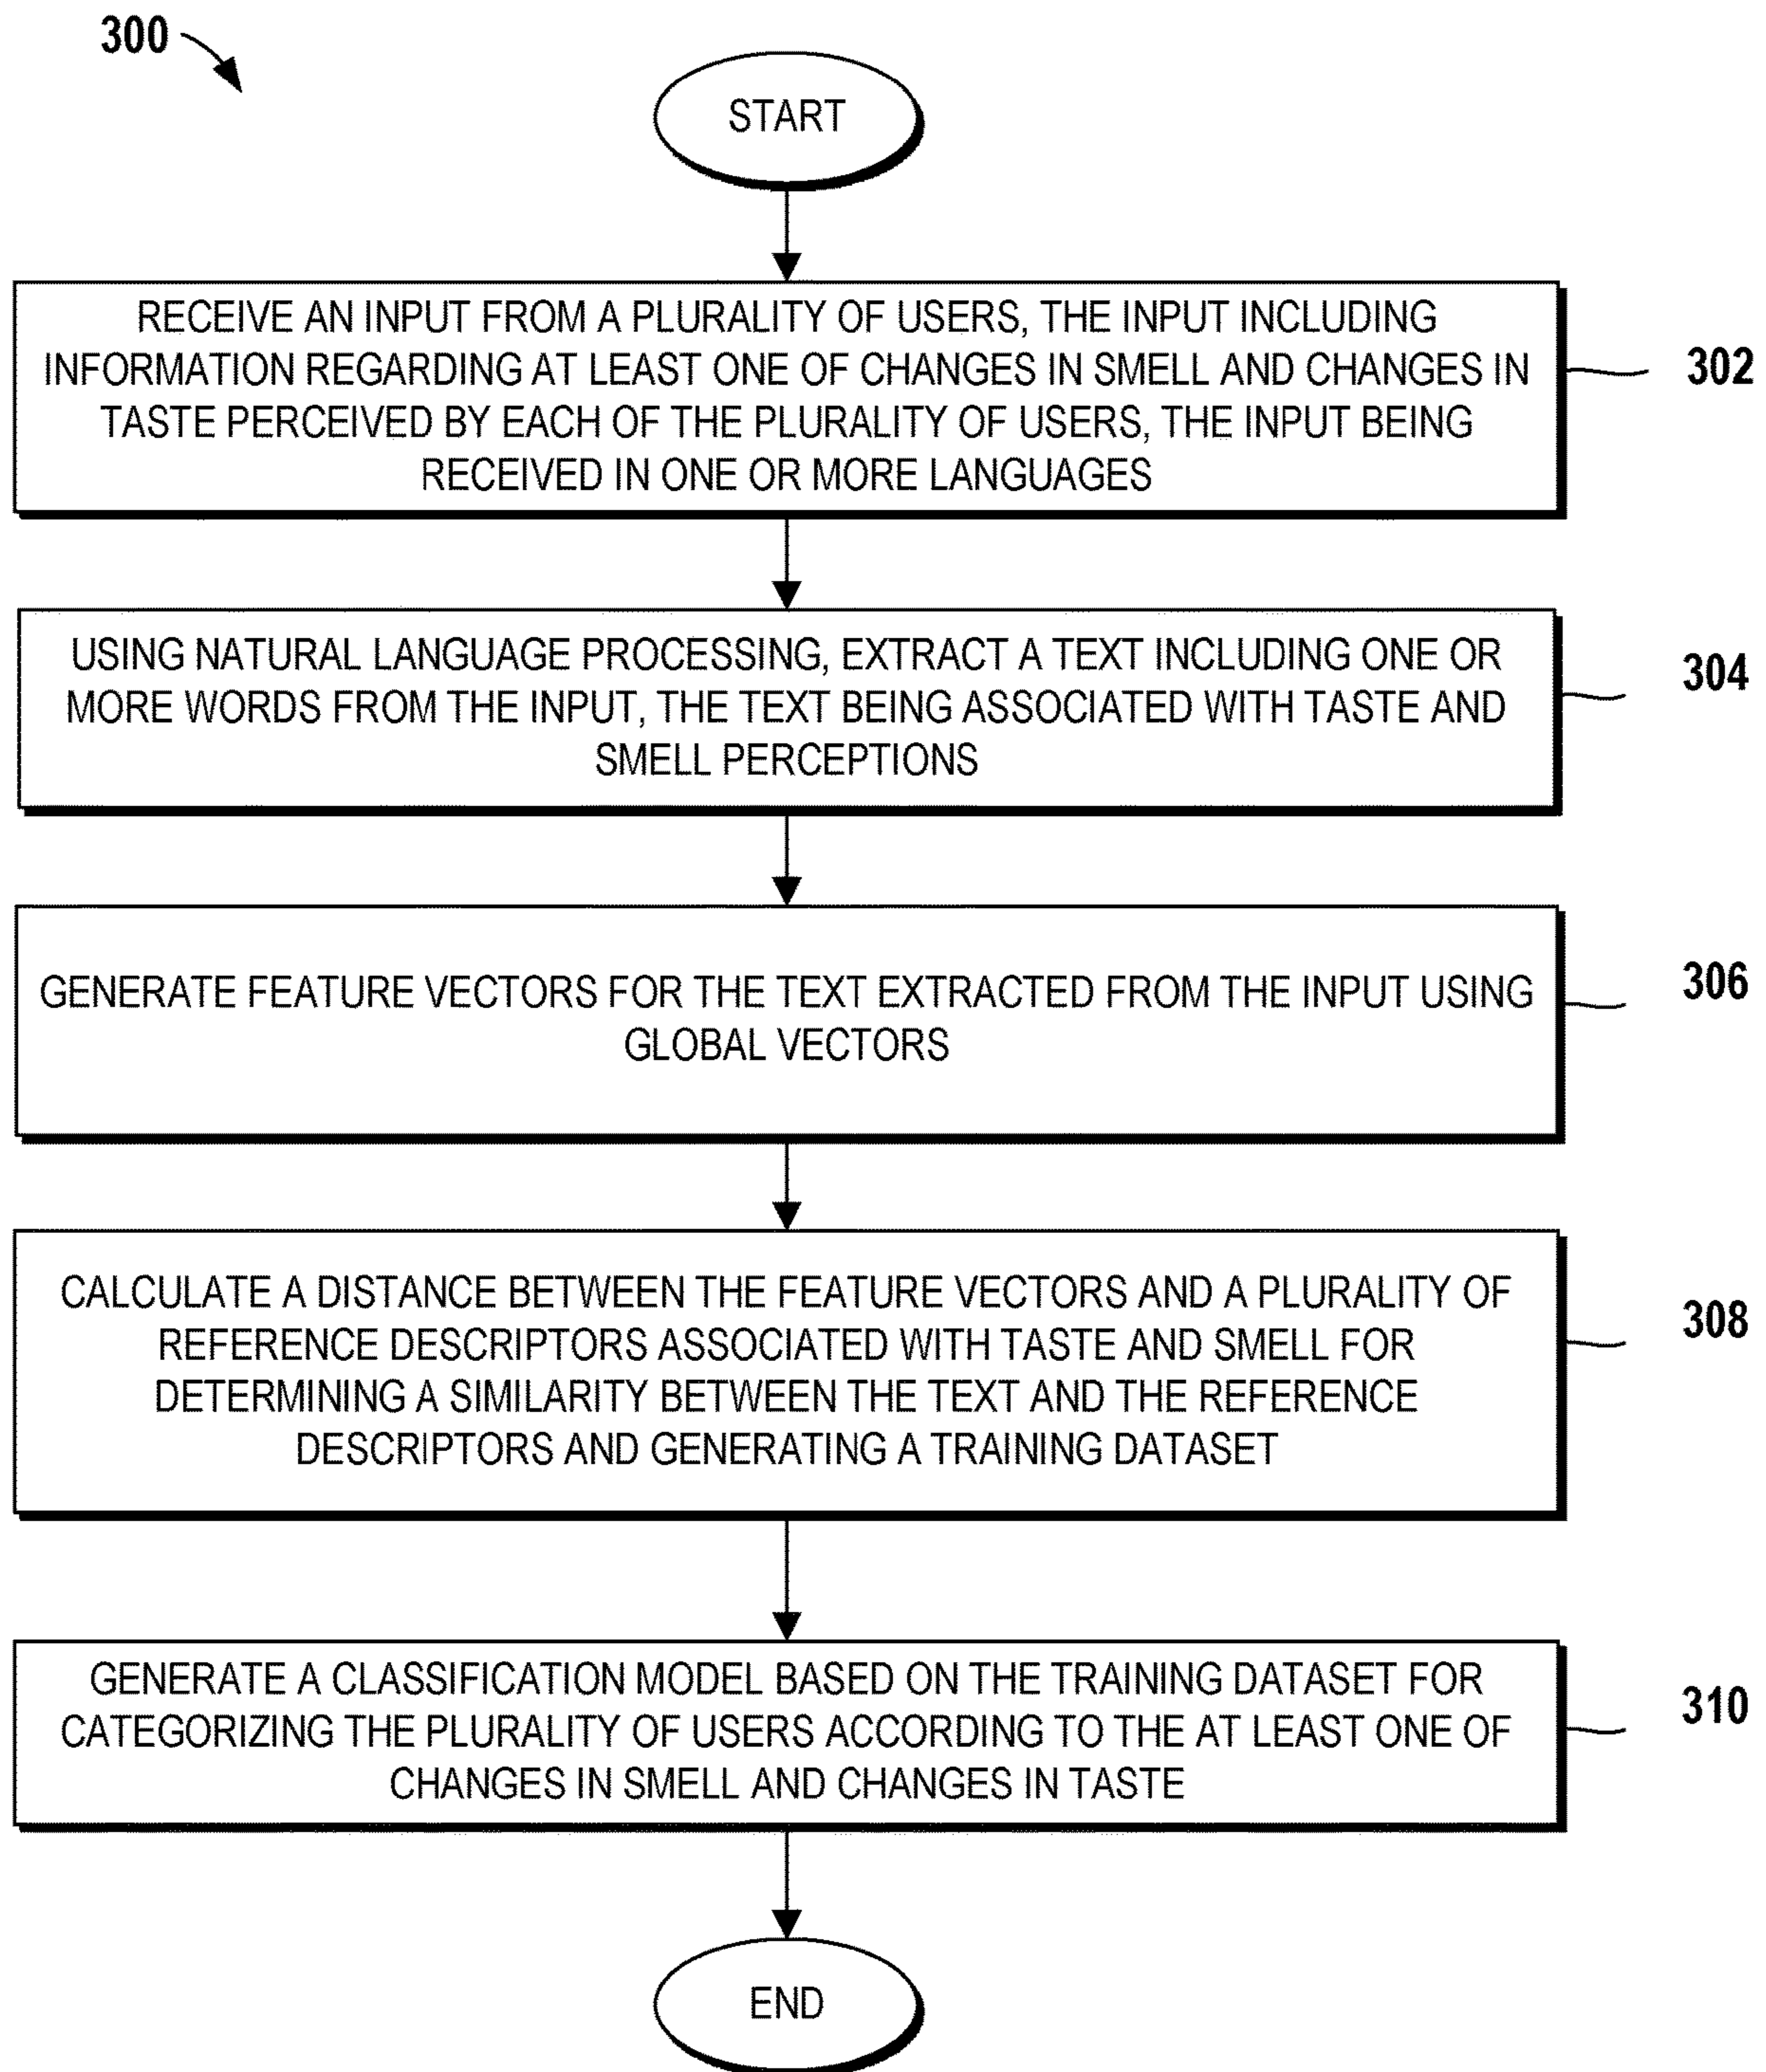 300
START
RECEIVE AN INPUT FROM A PLURALITY OF USERS, THE INPUT INCLUDING
INFORMATION REGARDING AT LEAST ONE OF CHANGES IN SMELL AND CHANGES IN
TASTE PERCEIVED BY EACH OF THE PLURALITY OF USERS, THE INPUT BEING
RECEIVED IN ONE OR MORE LANGUAGES
302
USING NATURAL LANGUAGE PROCESSING, EXTRACT A TEXT INCLUDING ONE OR
MORE WORDS FROM THE INPUT, THE TEXT BEING ASSOCIATED WITH TASTE AND
SMELL PERCEPTIONS
304
GENERATE FEATURE VECTORS FOR THE TEXT EXTRACTED FROM THE INPUT USING
GLOBAL VECTORS
306
CALCULATE A DISTANCE BETWEEN THE FEATURE VECTORS AND A PLURALITY OF
REFERENCE DESCRIPTORS ASSOCIATED WITH TASTE AND SMELL FOR
DETERMINING A SIMILARITY BETWEEN THE TEXT AND THE REFERENCE
DESCRIPTORS AND GENERATING A TRAINING DATASET
308
GENERATE A CLASSIFICATION MODEL BASED ON THE TRAINING DATASET FOR
CATEGORIZING THE PLURALITY OF USERS ACCORDING TO THE AT LEAST ONE OF
CHANGES IN SMELL AND CHANGES IN TASTE
310
END